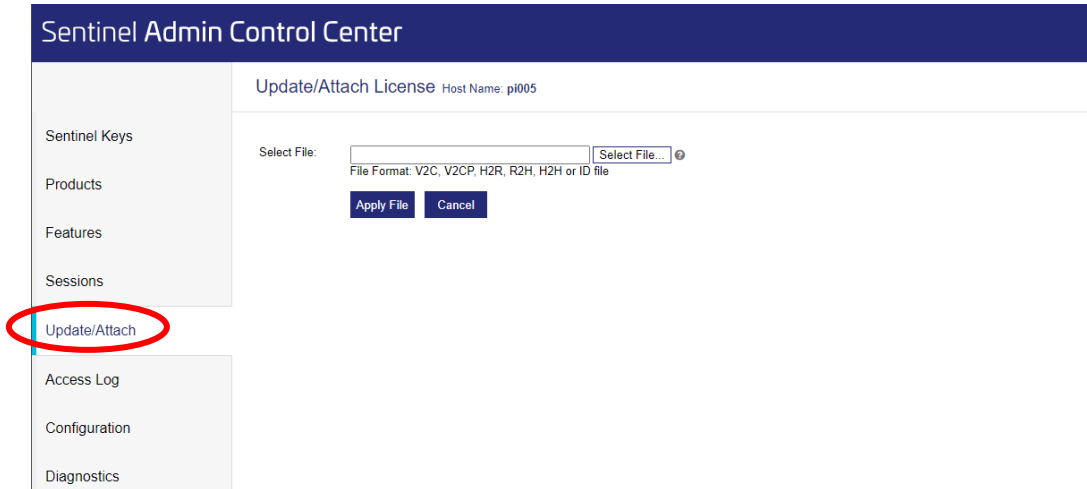 Sentinel Admin Control Center
Update/Attach License Host Name: pi005
Sentinel Keys
Products
Features
Sessions
Update/Attach
Access Log
Configuration
Diagnostics
Select File:
Select File... ?
File Format: V2C, V2CP, H2R, R2H, H2H or ID file
Apply File Cancel